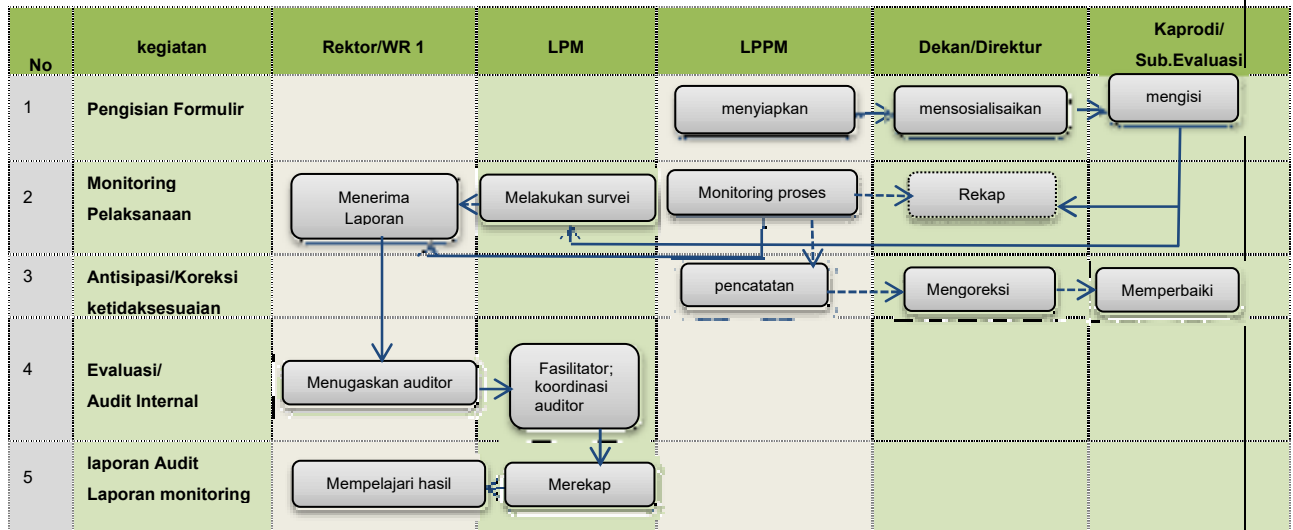 No
kegiatan
Rektor/WR 1
LPM
LPPM
Dekan/Direktur
Kaprodi/
Sub.Evaluasi
1
Pengisian Formulir
menyiapkan
mensosialisaikan
mengisi
2
Monitoring
Pelaksanaan
Menerima
Laporan
Melakukan survei
Monitoring proses
Rekap
3
Antisipasi/Koreksi
ketidaksesuaian
pencatatan
Mengoreksi
Memperbaiki
4
Evaluasi/
Audit Internal
Menugaskan auditor
Fasilitator;
koordinasi
auditor
5
laporan Audit
Laporan monitoring
Mempelajari hasil
Merekap